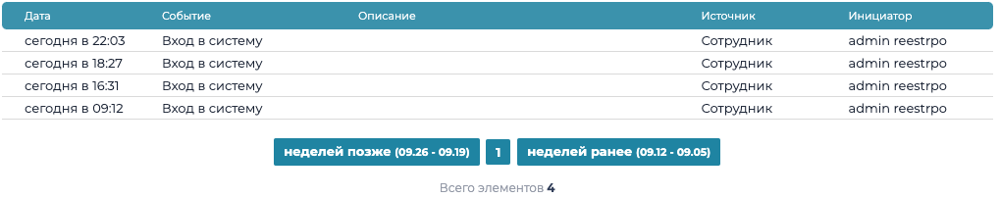 Дата Событие Описание Источник Инициатор
сегодня в 22:03 Вход в систему Сотрудник admin reestrpo
сегодня в 18:27 Вход в систему Сотрудник admin reestrpo
сегодня в 16:31 Вход в систему Сотрудник admin reestrpo
сегодня в 09:12 Вход в систему Сотрудник admin reestrpo
неделей позже (09.26 - 09.19) 1 неделей ранее (09.12 - 09.05)
Всего элементов 4